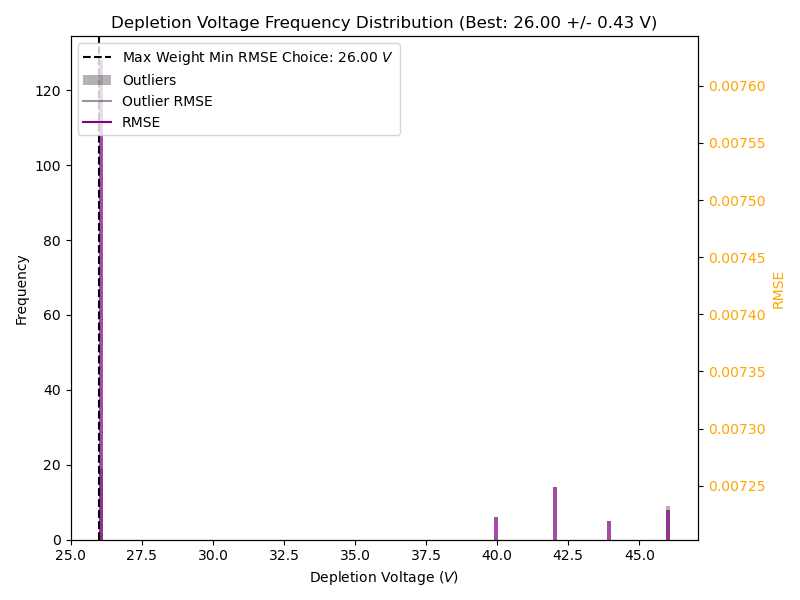 Depletion Voltage Frequency Distribution (Best: 26.00 +/- 0.43 V)
Max Weight Min RMSE Choice: 26.00 V
Outliers
Outlier RMSE
RMSE
120
100
80
60
40
20
0
Frequency
0.00760
0.00755
0.00750
0.00745
0.00740
0.00735
0.00730
0.00725
RMSE
25.0 27.5 30.0 32.5 35.0 37.5 40.0 42.5 45.0
Depletion Voltage (V)